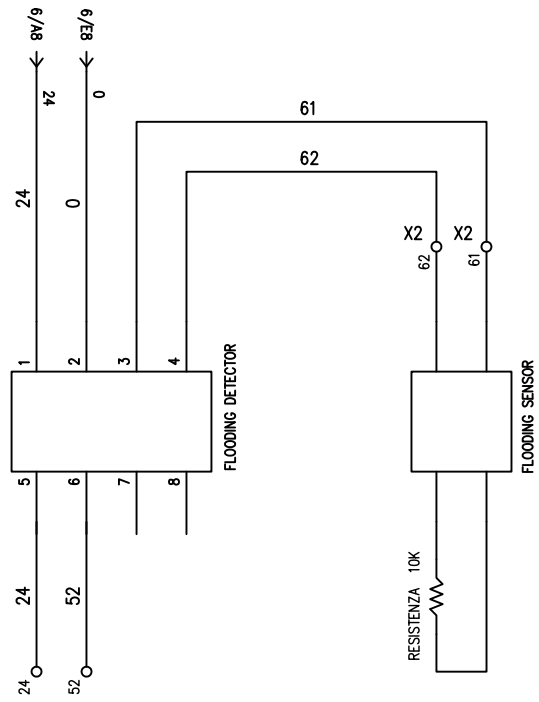 6/A8
6/E8
24
0
61
62
24
0
X2
X2
62
61
1
2
3
4
FLOODING DETECTOR
FLOODING SENSOR
5
6
7
8
RESISTENZA 10K
24
52
24
52